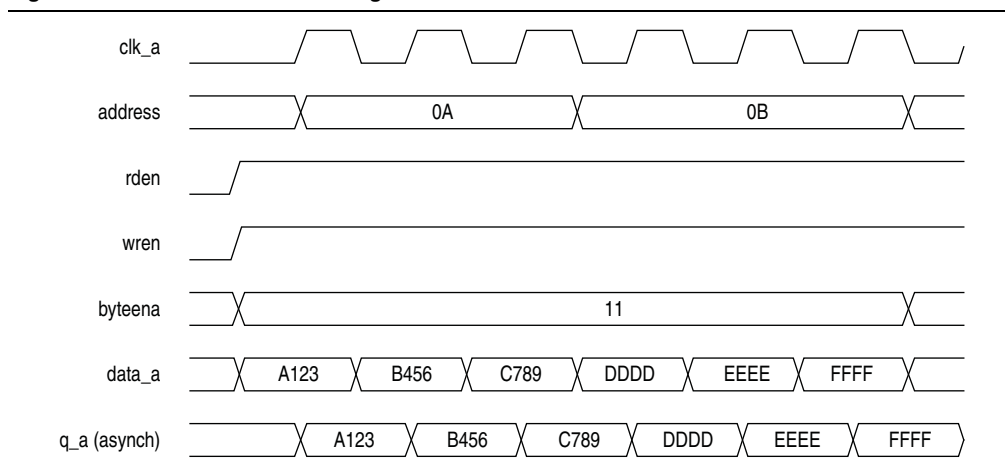 clk_a
address 0A 0B
rden
wren
byteena 11
data_a A123 B456 C789 DDDD EEEE FFFF
q_a (asynch) A123 B456 C789 DDDD EEEE FFFF